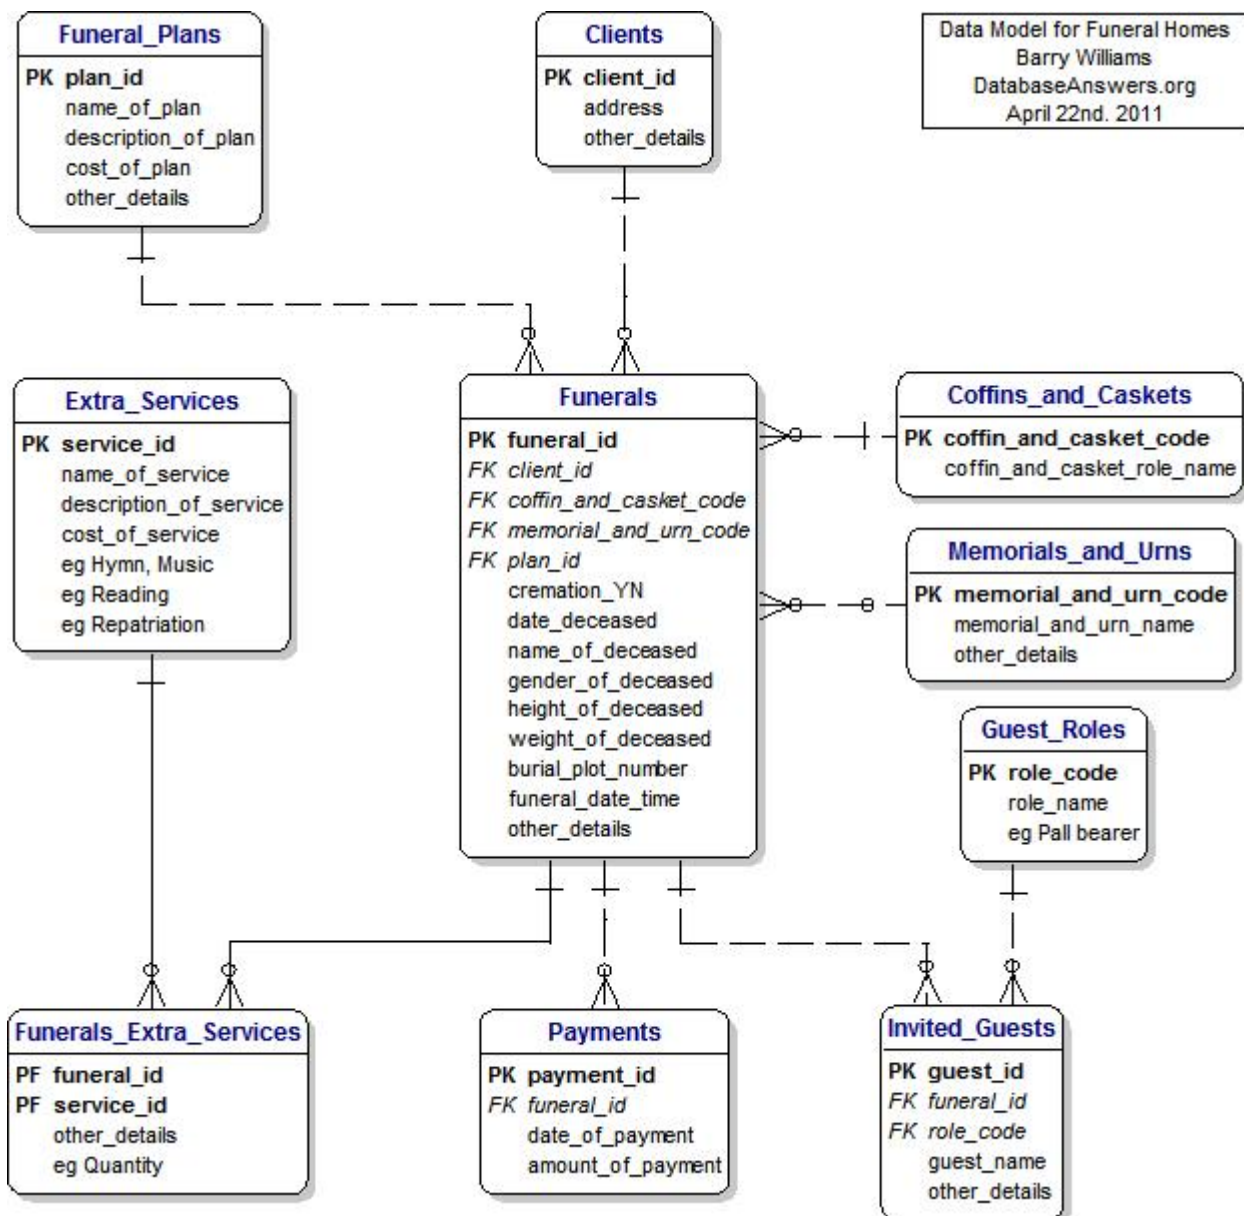 Funeral_Plans
PK plan_id
name_of_plan
description_of_plan
cost_of_plan
other_details
Clients
PK client_id
address
other_details
Data Model for Funeral Homes
Barry Williams
DatabaseAnswers.org
April 22nd. 2011
Extra_Services
PK service_id
name_of_service
description_of_service
cost_of_service
eg Hymn, Music
eg Reading
eg Repatriation
Funerals
PK funeral_id
FK client_id
FK coffin_and_casket_code
FK memorial_and_urn_code
FK plan_id
cremation_YN
date_deceased
name_of_deceased
gender_of_deceased
height_of_deceased
weight_of_deceased
burial_plot_number
funeral_date_time
other_details
Coffins_and_Caskets
PK coffin_and_casket_code
coffin_and_casket_role_name
Memorials_and_Urns
PK memorial_and_urn_code
memorial_and_urn_name
other_details
Guest_Roles
PK role_code
role_name
eg Pall bearer
Funerals_Extra_Services
PF funeral_id
PF service_id
other_details
eg Quantity
Payments
PK payment_id
FK funeral_id
date_of_payment
amount_of_payment
Invited_Guests
PK guest_id
FK funeral_id
FK role_code
guest_name
other_details